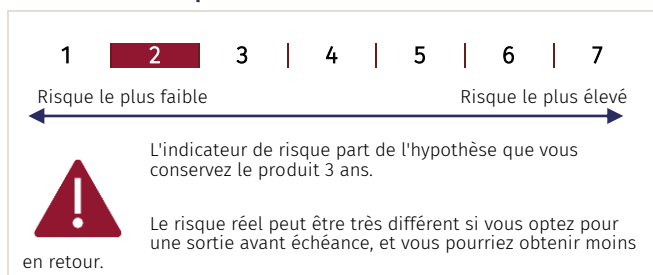 1 2 3 4 5 6 7
Risque le plus faible Risque le plus élevé
L'indicateur de risque part de l'hypothèse que vous
conservez le produit 3 ans.
Le risque réel peut être très différent si vous optez pour
une sortie avant échéance, et vous pourriez obtenir moins
en retour.